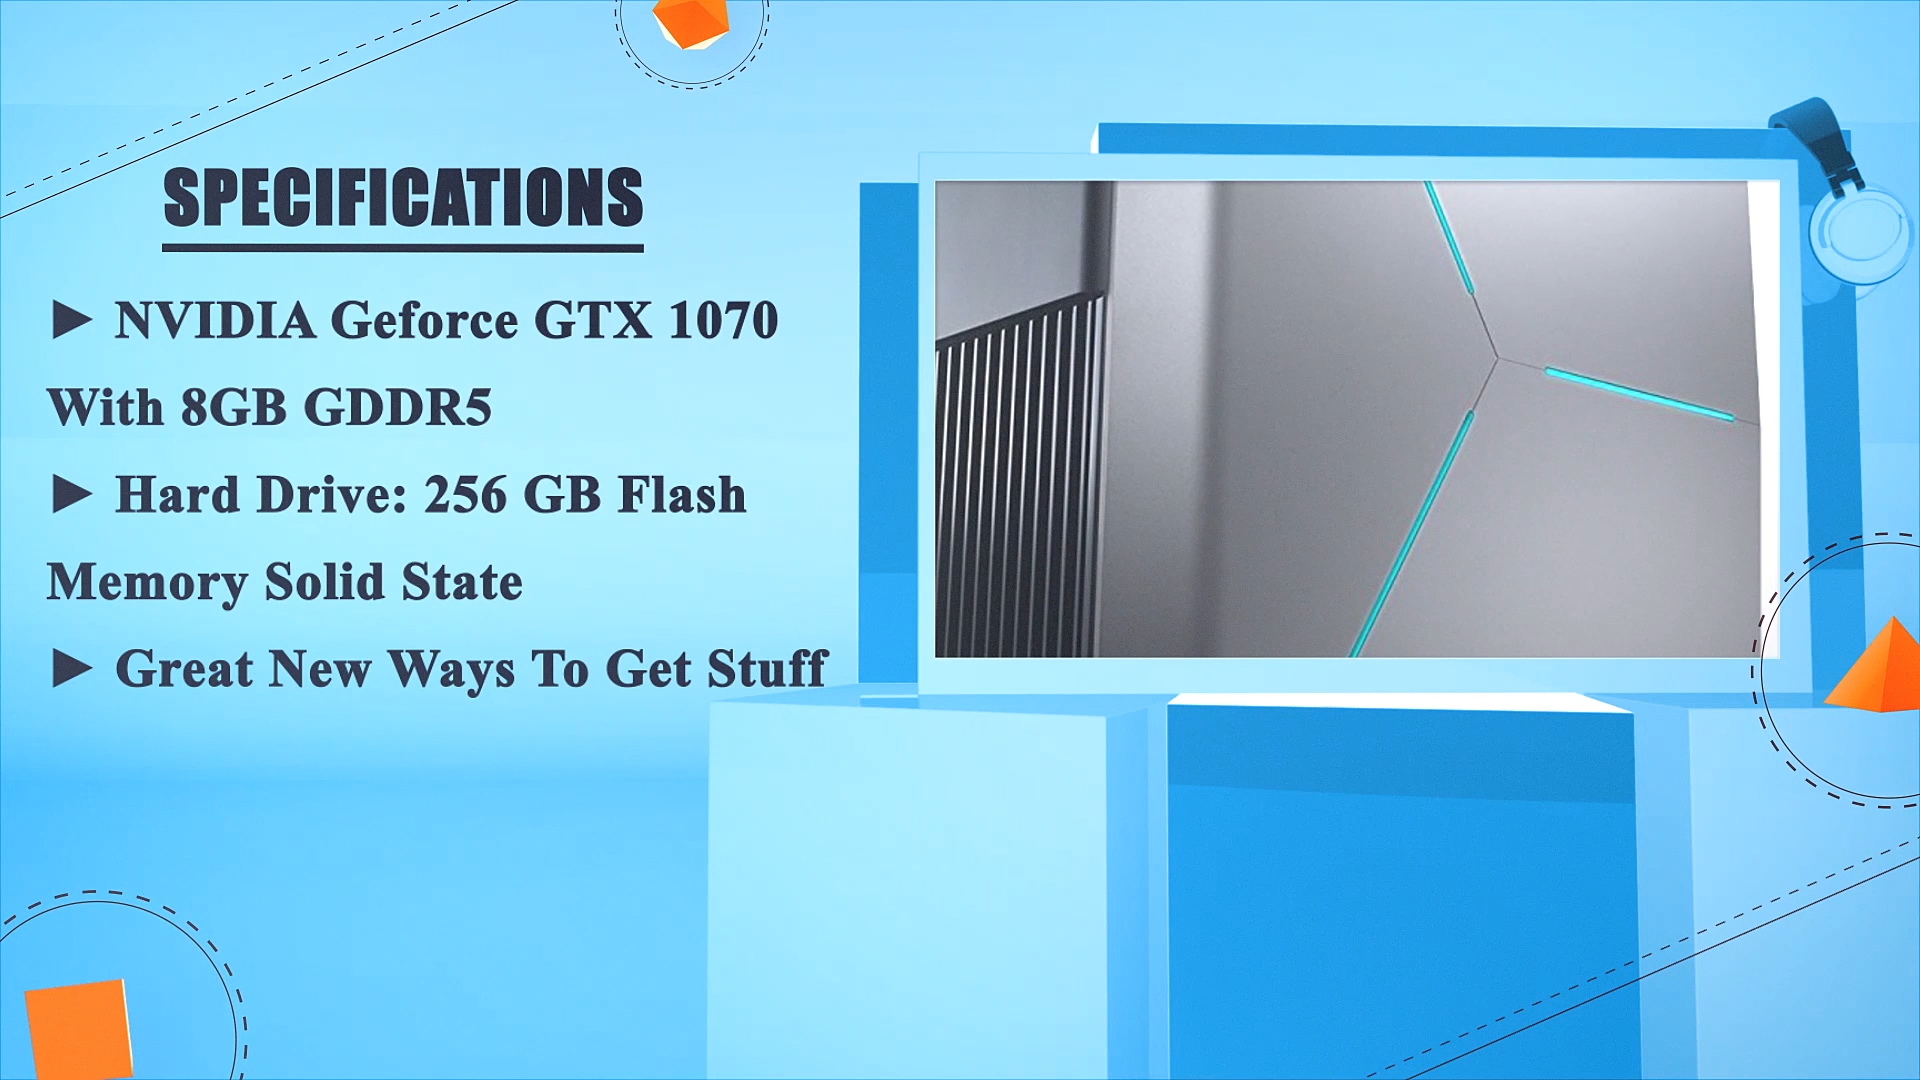 SPECIFICATIONS
► NVIDIA Geforce GTX 1070
With 8GB GDDR5
► Hard Drive: 256 GB Flash
Memory Solid State
► Great New Ways To Get Stuff